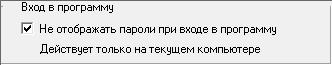 Вход в программу
Не отображать пароли при входе в программу
Действует только на текущем компьютере